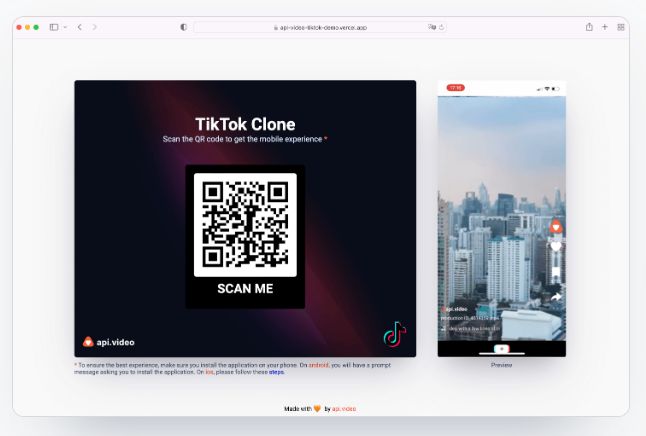 api-video-tiktok-demo.vercel.app
TikTok Clone
Scan the QR code to get the mobile experience *
SCAN ME
api.video
* To ensure the best experience, make sure you install the application on your phone. On android, you will have a prompt
message asking you to install the application. On ios, please follow these steps.
17:16
api.video
Preview
Made with 🧡 by api.video